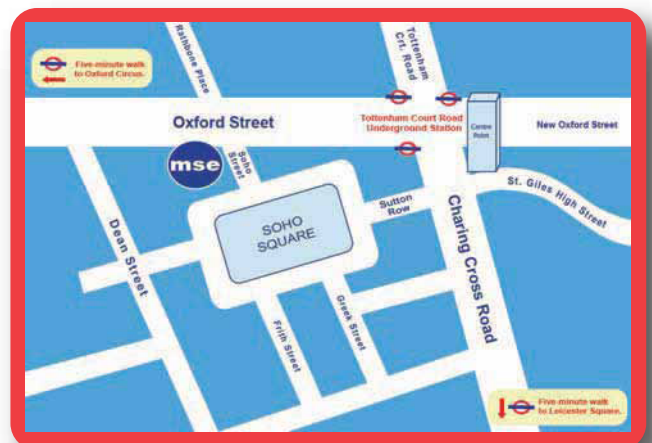 Five-minute walk
to Oxford Circus.
Rathbone Place
Tottenham
Crt. Road
Oxford Street
Tottenham Court Road
Underground Station
Centre
Point
New Oxford Street
mse
Soho
Street
St. Giles High Street
Sutton
Row
SOHO
SQUARE
Dean Street
Charing Cross Road
Frith Street
Greek Street
Five-minute walk
to Leicester Square.